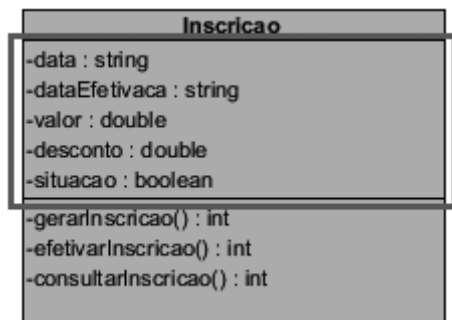 Inscricao
-data : string
-dataEfetivaca : string
-valor : double
-desconto : double
-situacao : boolean
-gerarInscricao() : int
-efetivarInscricao() : int
-consultarInscricao() : int